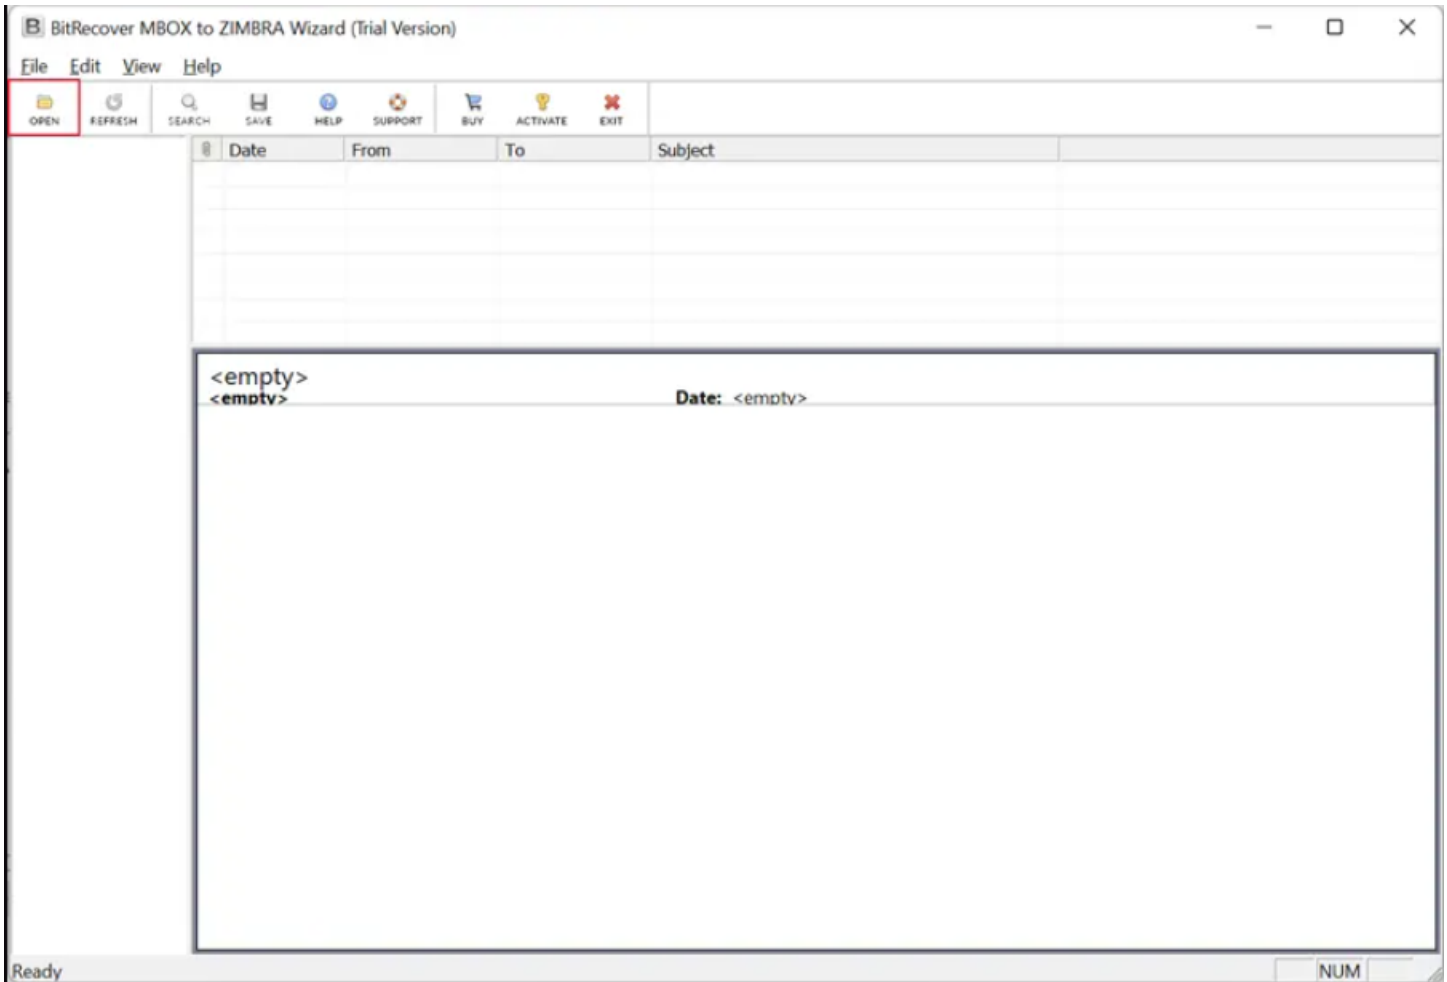 B BitRecover MBOX to ZIMBRA Wizard (Trial Version)
File Edit View Help
OPEN REFRESH SEARCH SAVE HELP SUPPORT BUY ACTIVATE EXIT
Date From To Subject
<empty>
<empty> Date: <empty>
Ready NUM